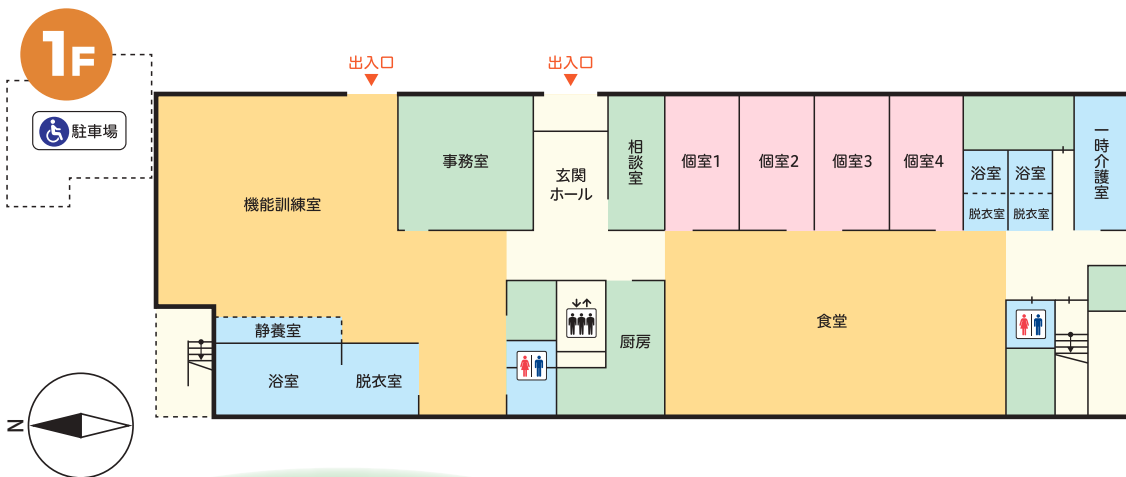 1F
駐車場
出入口
出入口
事務室
玄関
ホール
相談室
個室1
個室2
個室3
個室4
浴室
浴室
脱衣室
脱衣室
一時介護室
機能訓練室
食堂
静養室
浴室
脱衣室
厨房
N